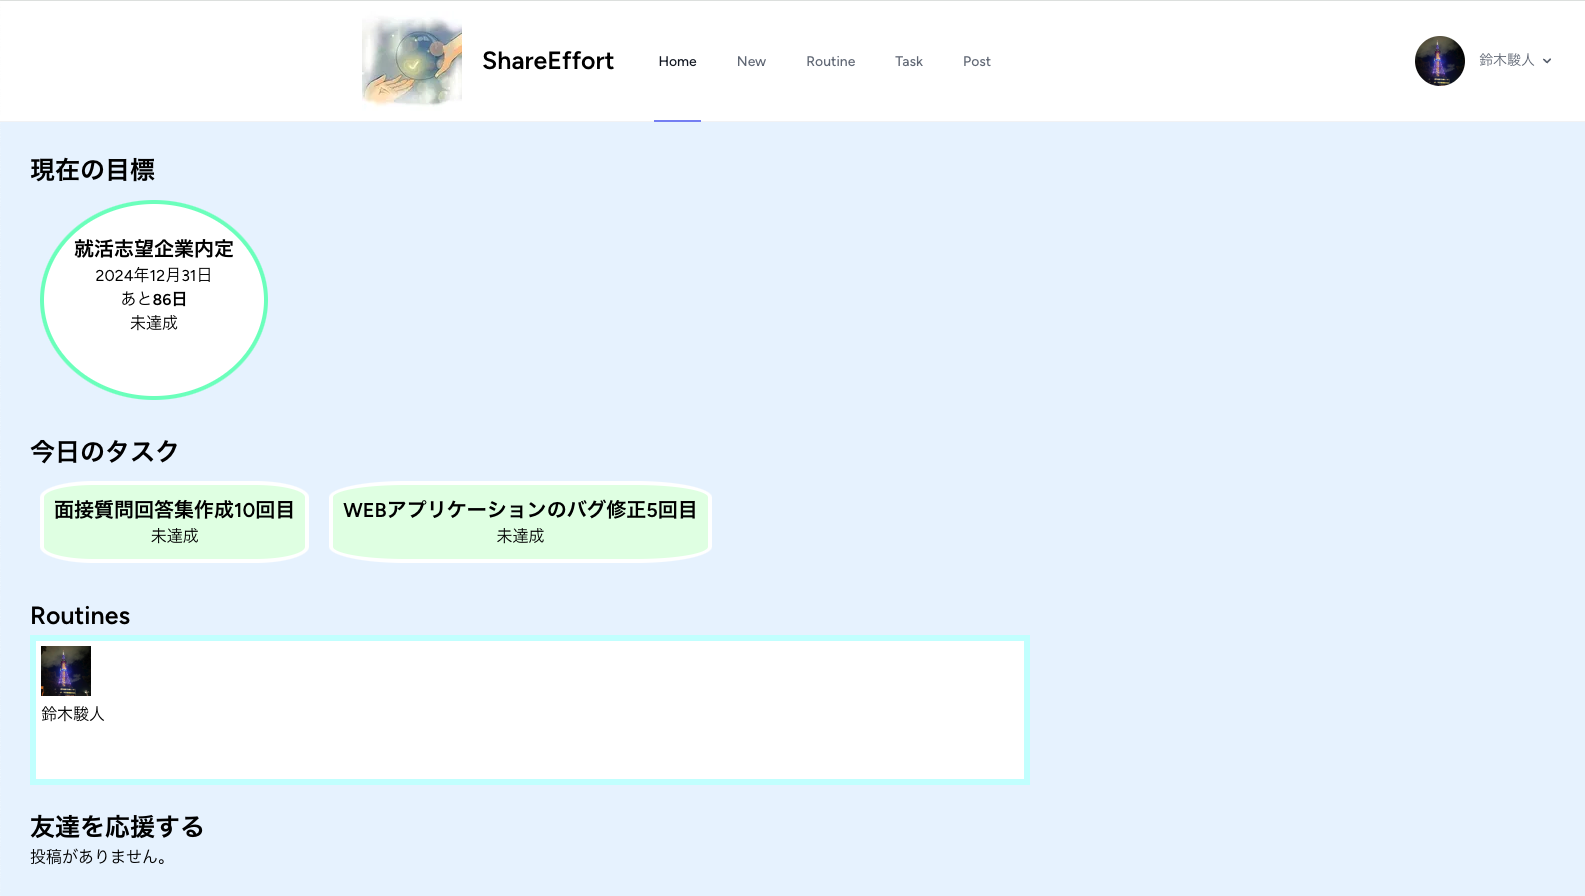 ShareEffort
Home
New
Routine
Task
Post
鈴木駿人
現在の目標
就活志望企業内定
2024年12月31日
あと86日
未達成
今日のタスク
面接質問回答集作成10回目
未達成
WEBアプリケーションのバグ修正5回目
未達成
Routines
鈴木駿人
友達を応援する
投稿がありません。